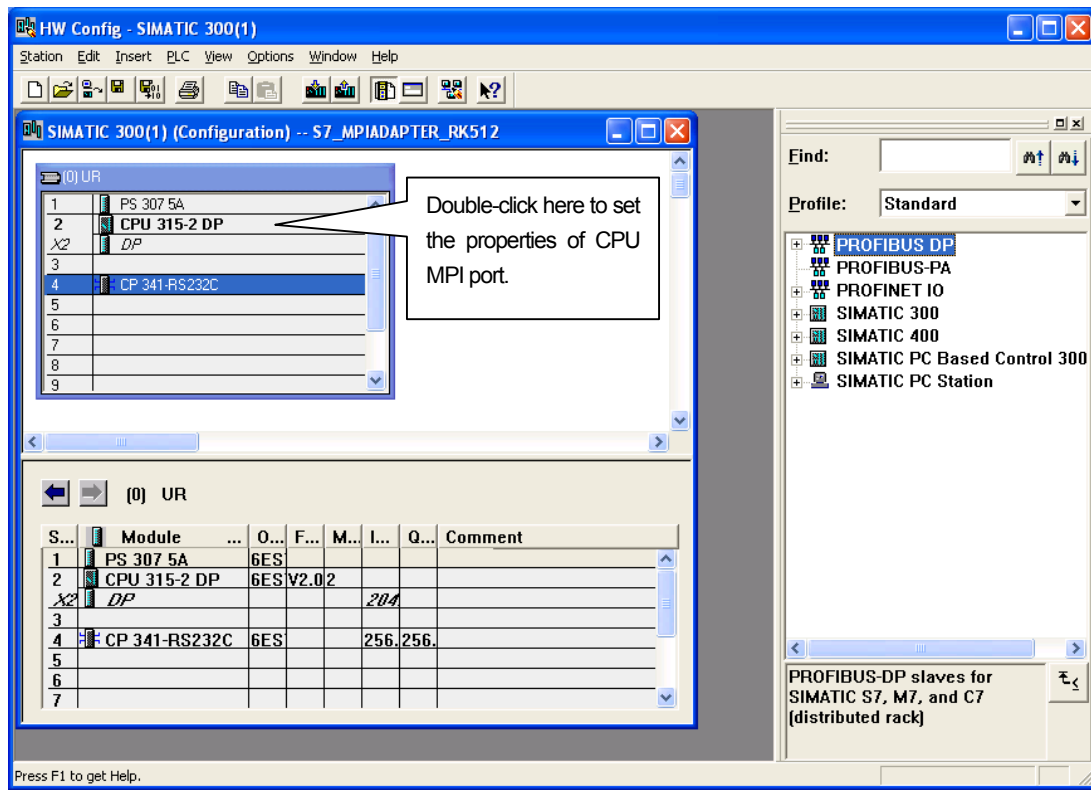 HW Config - SIMATIC 300(1)
Station Edit Insert PLC View Options Window Help
SIMATIC 300(1) (Configuration) -- S7_MPIADAPTER_RK512
(0) UR
1 PS 307 5A
2 CPU 315-2 DP
X2 DP
3
4 CP 341-RS232C
5
6
7
8
9
Double-click here to set
the properties of CPU
MPI port.
(0) UR
S... Module ... O... F... M... I... Q... Comment
1 PS 307 5A 6ES
2 CPU 315-2 DP 6ES V2.0 2
X2 DP 204
3
4 CP 341-RS232C 6ES 256. 256.
5
6
7
Find:
Profile: Standard
PROFIBUS DP
PROFIBUS-PA
PROFINET IO
SIMATIC 300
SIMATIC 400
SIMATIC PC Based Control 300
SIMATIC PC Station
PROFIBUS-DP slaves for
SIMATIC S7, M7, and C7
(distributed rack)
Press F1 to get Help.